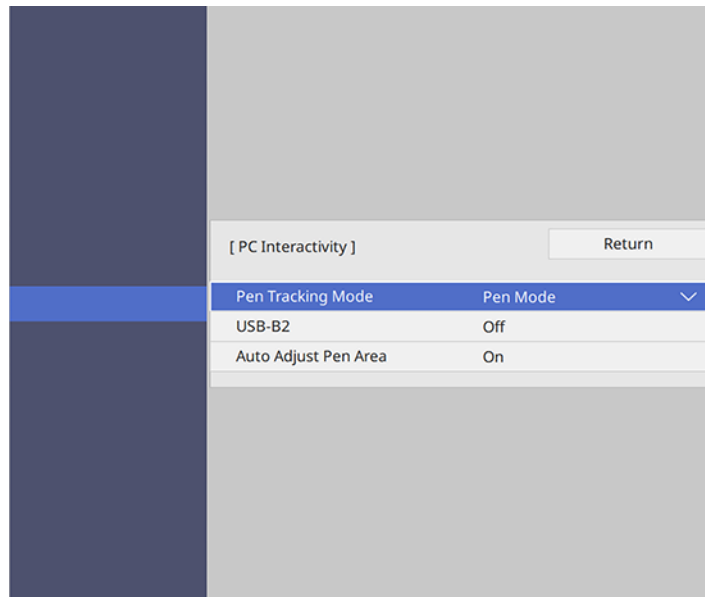 [ PC Interactivity ] Return
Pen Tracking Mode Pen Mode
USB-B2 Off
Auto Adjust Pen Area On